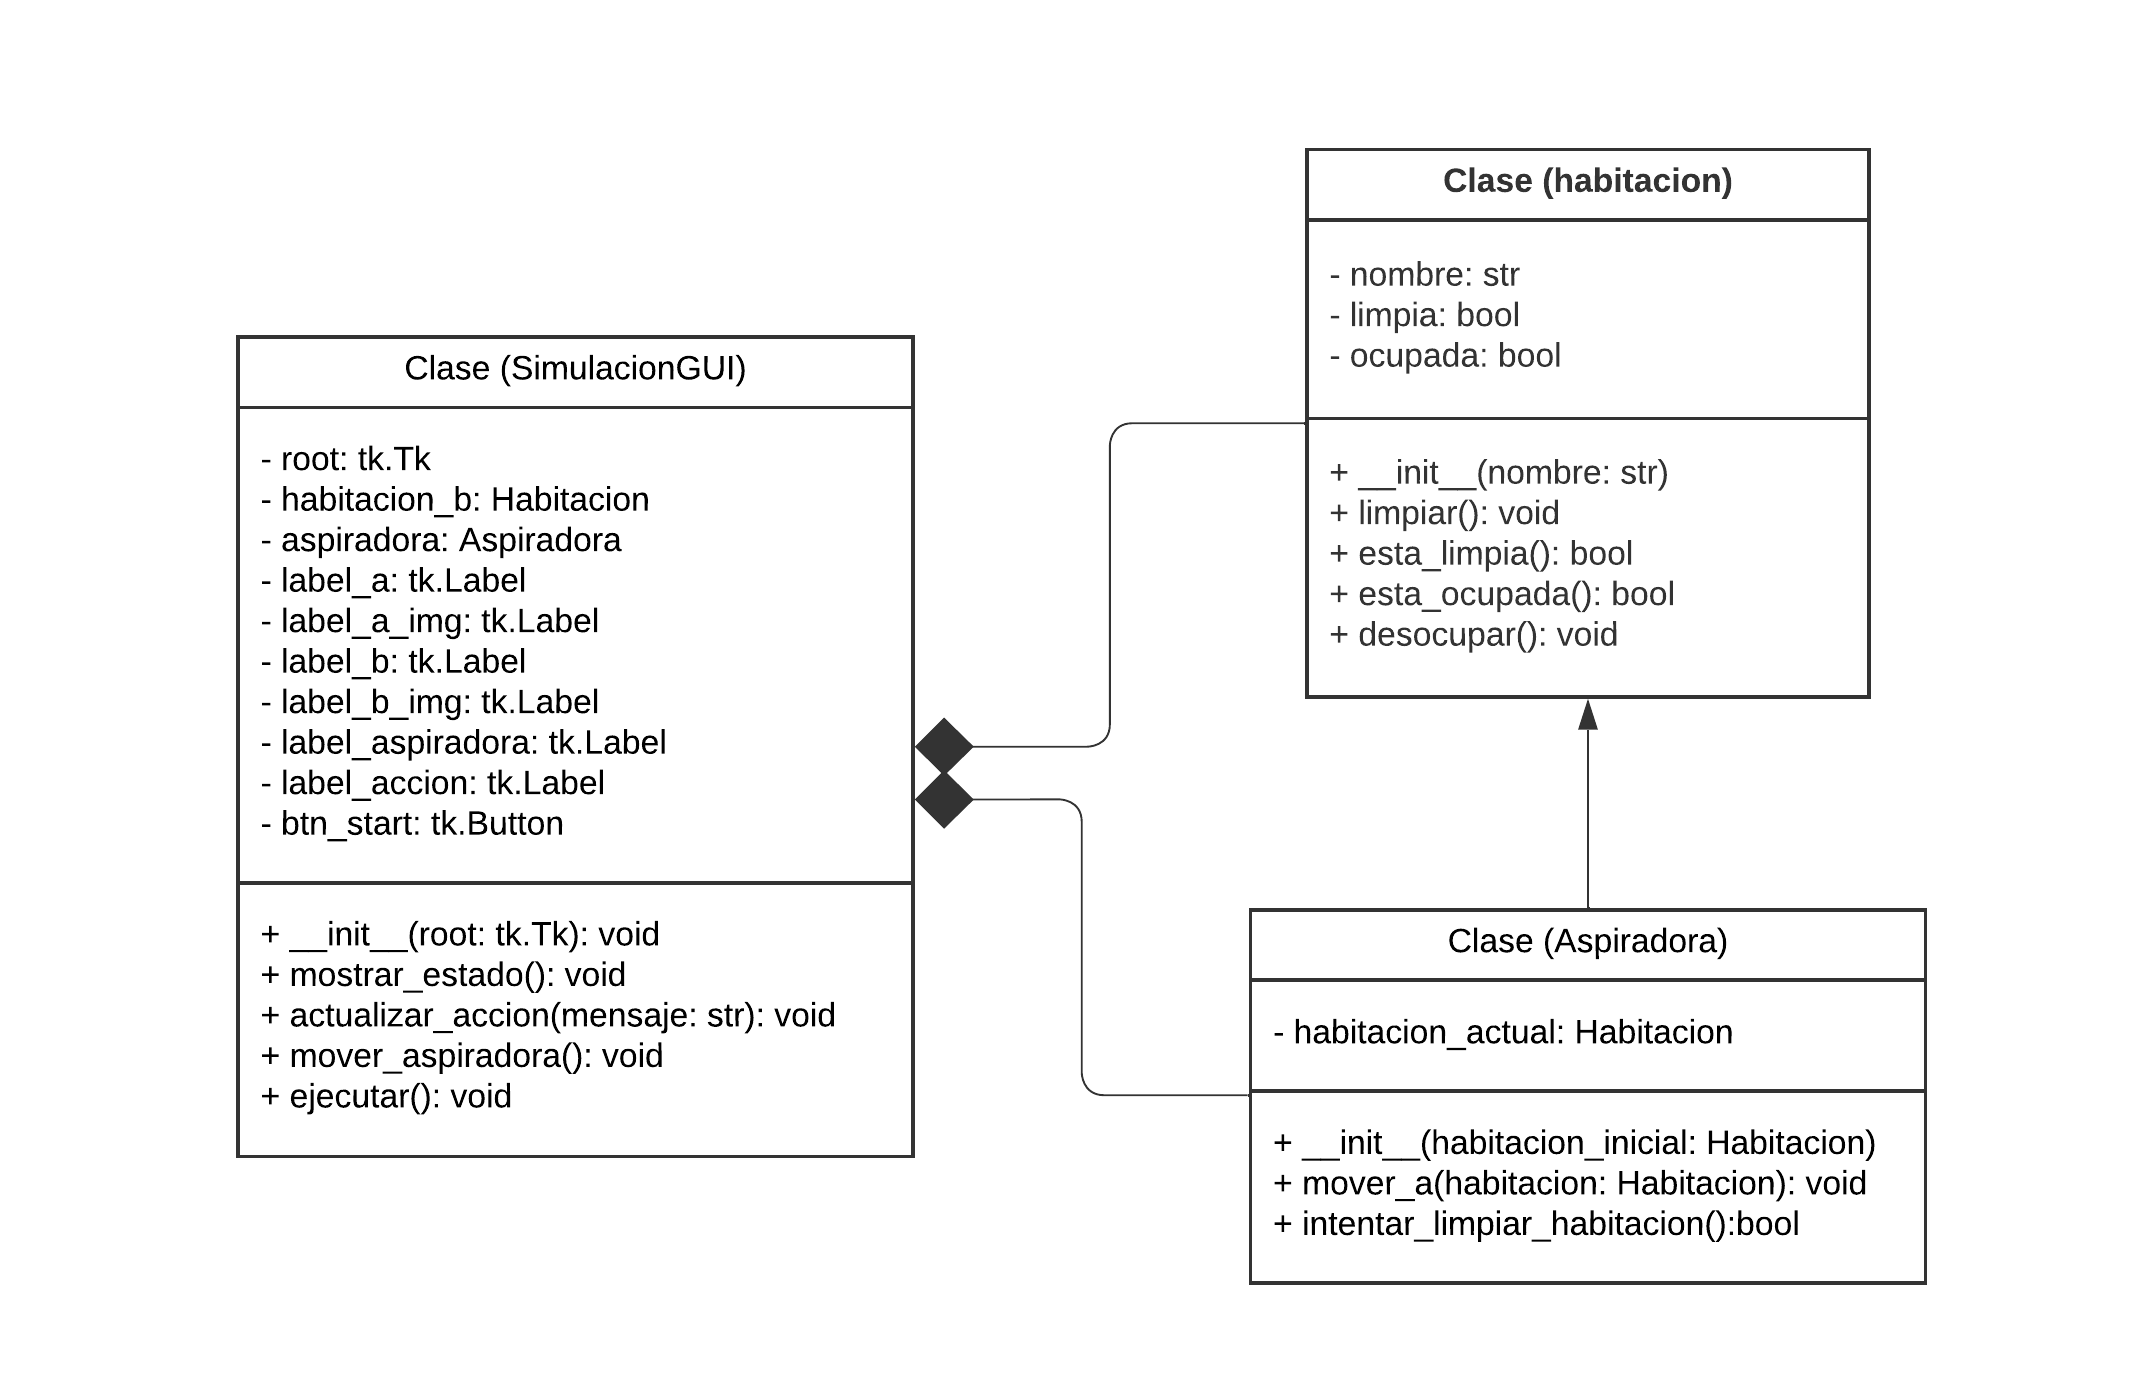 Clase (habitacion)
- nombre: str
- limpia: bool
- ocupada: bool
+ __init__(nombre: str)
+ limpiar(): void
+ esta_limpia(): bool
+ esta_ocupada(): bool
+ desocupar(): void
Clase (SimulacionGUI)
- root: tk.Tk
- habitacion_b: Habitacion
- aspiradora: Aspiradora
- label_a: tk.Label
- label_a_img: tk.Label
- label_b: tk.Label
- label_b_img: tk.Label
- label_aspiradora: tk.Label
- label_accion: tk.Label
- btn_start: tk.Button
+ __init__(root: tk.Tk): void
+ mostrar_estado(): void
+ actualizar_accion(mensaje: str): void
+ mover_aspiradora(): void
+ ejecutar(): void
Clase (Aspiradora)
- habitacion_actual: Habitacion
+ __init__(habitacion_inicial: Habitacion)
+ mover_a(habitacion: Habitacion): void
+ intentar_limpiar_habitacion():bool